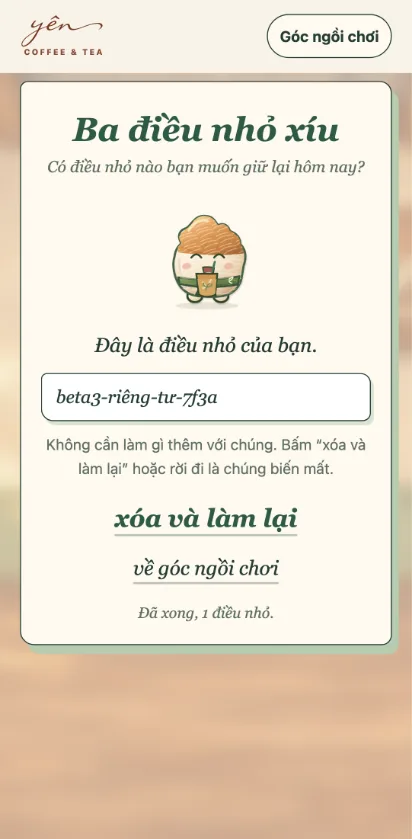 yên
COFFEE & TEA
Góc ngồi chơi
Ba điều nhỏ xíu
Có điều nhỏ nào bạn muốn giữ lại hôm nay?
Đây là điều nhỏ của bạn.
beta3-riêng-tư-7f3a
Không cần làm gì thêm với chúng. Bấm “xóa và
làm lại” hoặc rời đi là chúng biến mất.
xóa và làm lại
về góc ngồi chơi
Đã xong, 1 điều nhỏ.